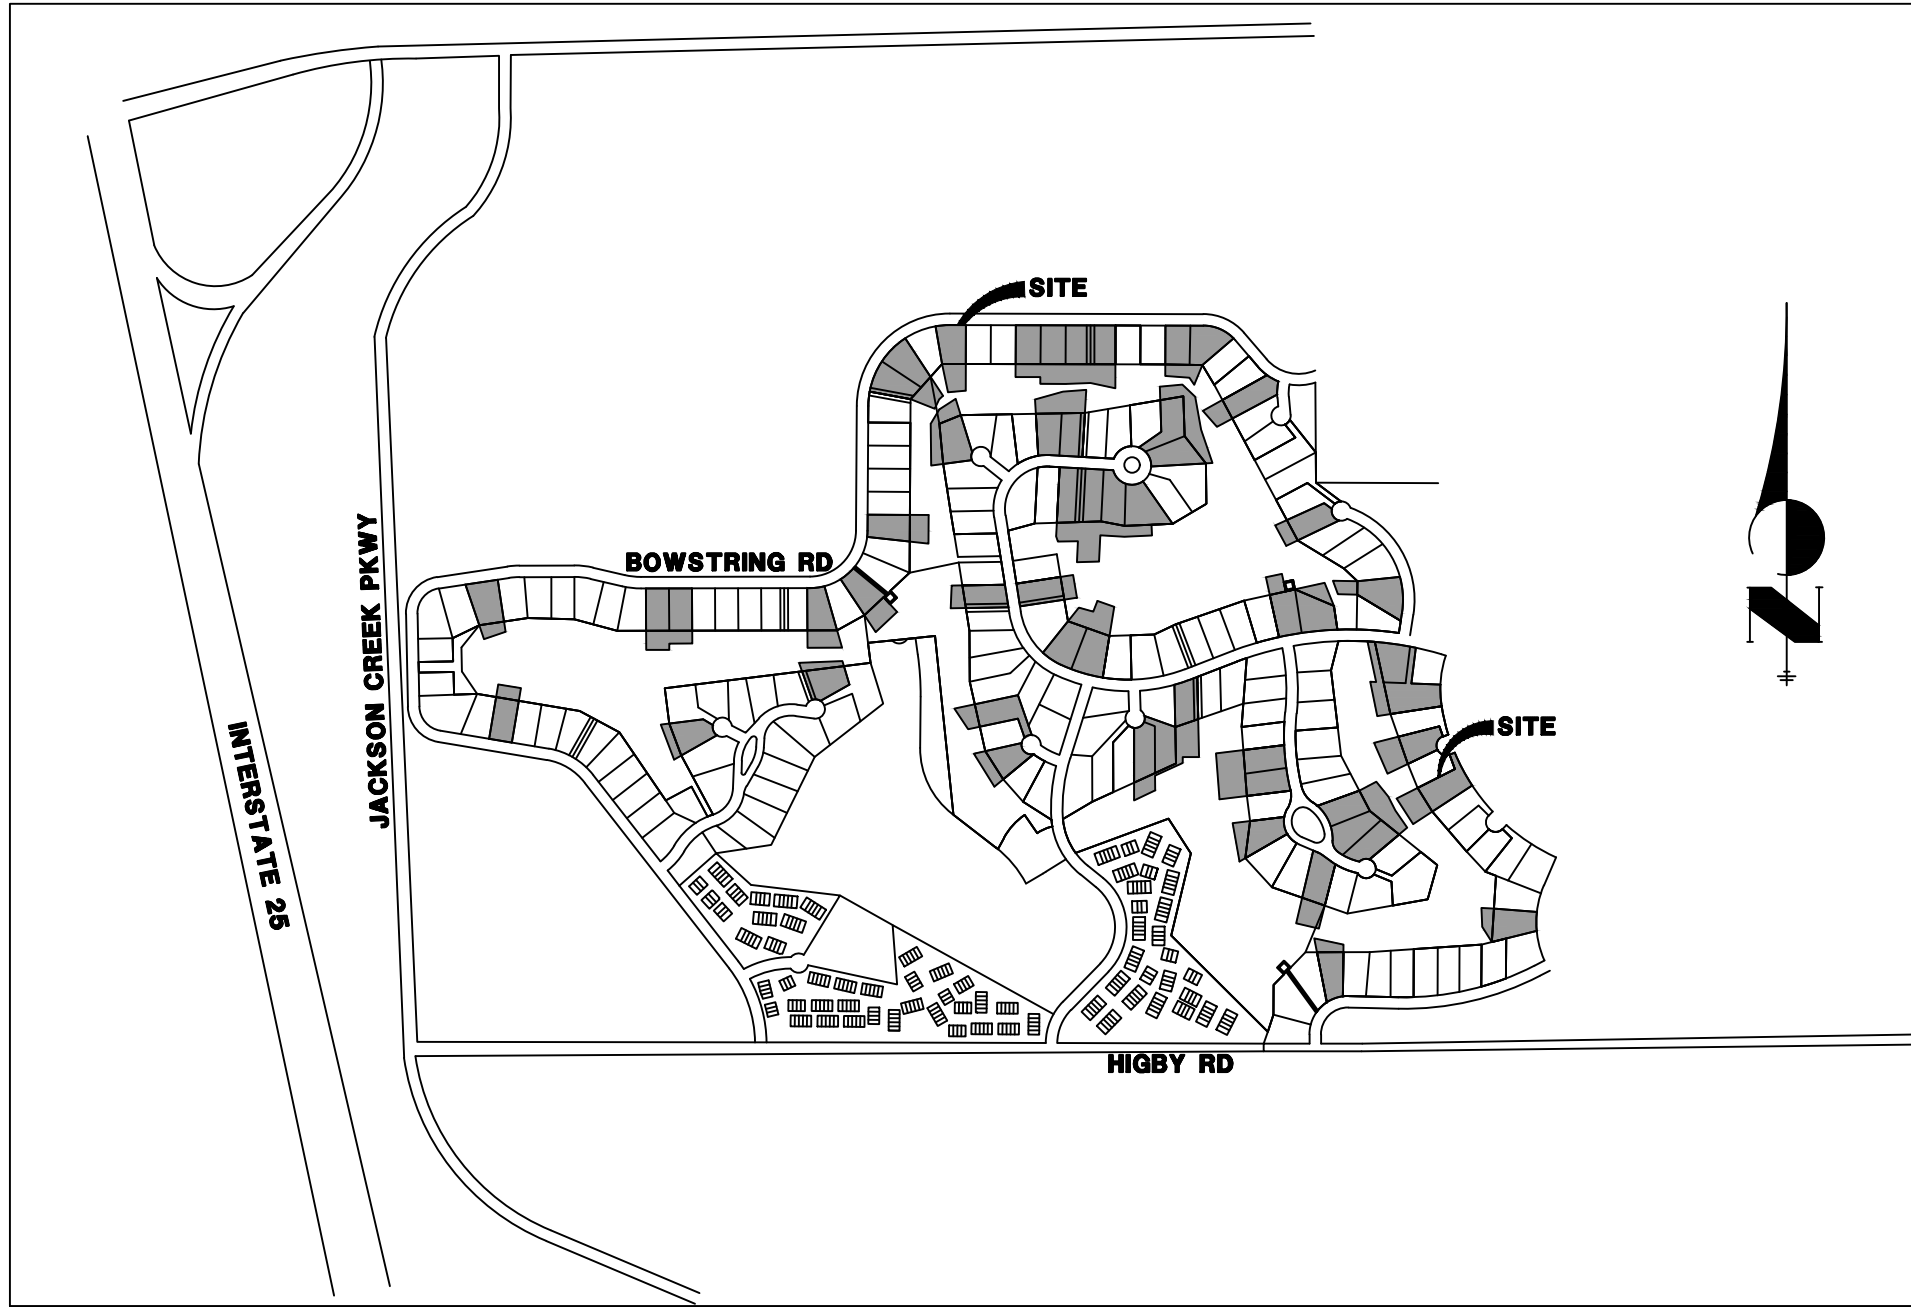 SITE
BOWSTRING RD
JACKSON CREEK PKWY
N
SITE
INTERSTATE 25
HIGBY RD